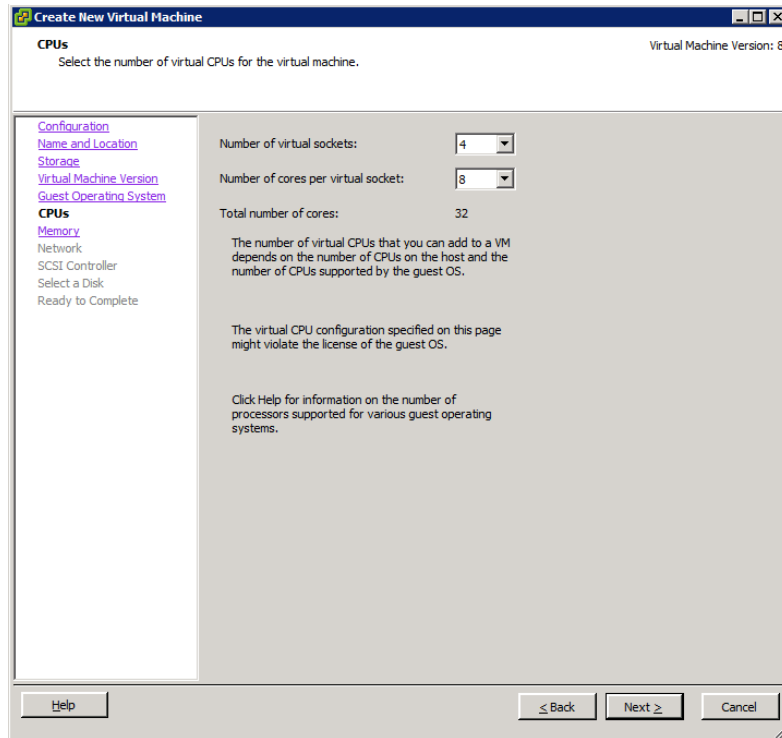 Create New Virtual Machine
CPUs
Select the number of virtual CPUs for the virtual machine.
Virtual Machine Version: 8
Configuration
Name and Location
Storage
Virtual Machine Version
Guest Operating System
CPUs
Memory
Network
SCSI Controller
Select a Disk
Ready to Complete
Number of virtual sockets: 4
Number of cores per virtual socket: 8
Total number of cores: 32
The number of virtual CPUs that you can add to a VM
depends on the number of CPUs on the host and the
number of CPUs supported by the guest OS.
The virtual CPU configuration specified on this page
might violate the license of the guest OS.
Click Help for information on the number of
processors supported for various guest operating
systems.
Help
< Back
Next >
Cancel